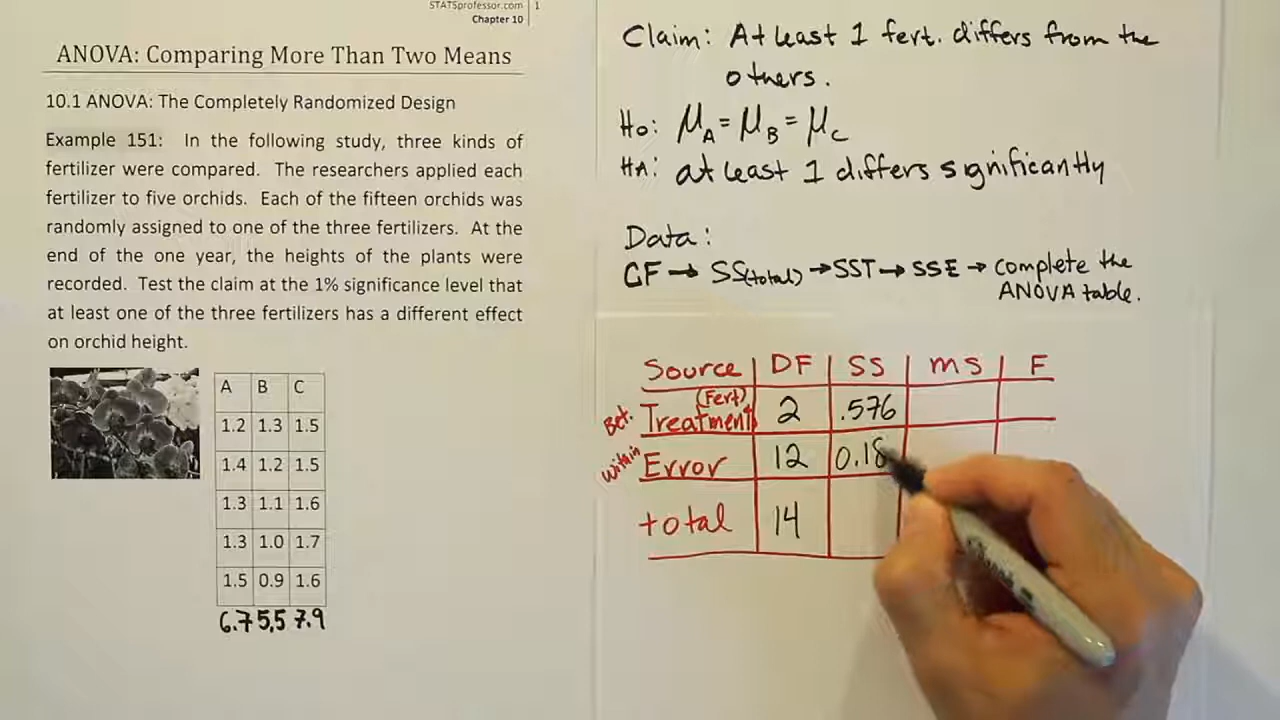 STATSprofessor.com 1
Chapter 10
ANOVA: Comparing More Than Two Means
10.1 ANOVA: The Completely Randomized Design
Example 151: In the following study, three kinds of
fertilizer were compared. The researchers applied each
fertilizer to five orchids. Each of the fifteen orchids was
randomly assigned to one of the three fertilizers. At the
end of the one year, the heights of the plants were
recorded. Test the claim at the 1% significance level that
at least one of the three fertilizers has a different effect
on orchid height.
A B C
1.2 1.3 1.5
1.4 1.2 1.5
1.3 1.1 1.6
1.3 1.0 1.7
1.5 0.9 1.6
6.7 5.5 7.9
Claim: At least 1 fert. differs from the
others.
Ho: μA = μB = μC
HA: at least 1 differs significantly
Data:
CF → SS(total) → SST → SSE → complete the
ANOVA table.
Source DF SS MS F
Bet. Treatment (Fert) 2 .576
within Error 12 0.18
total 14